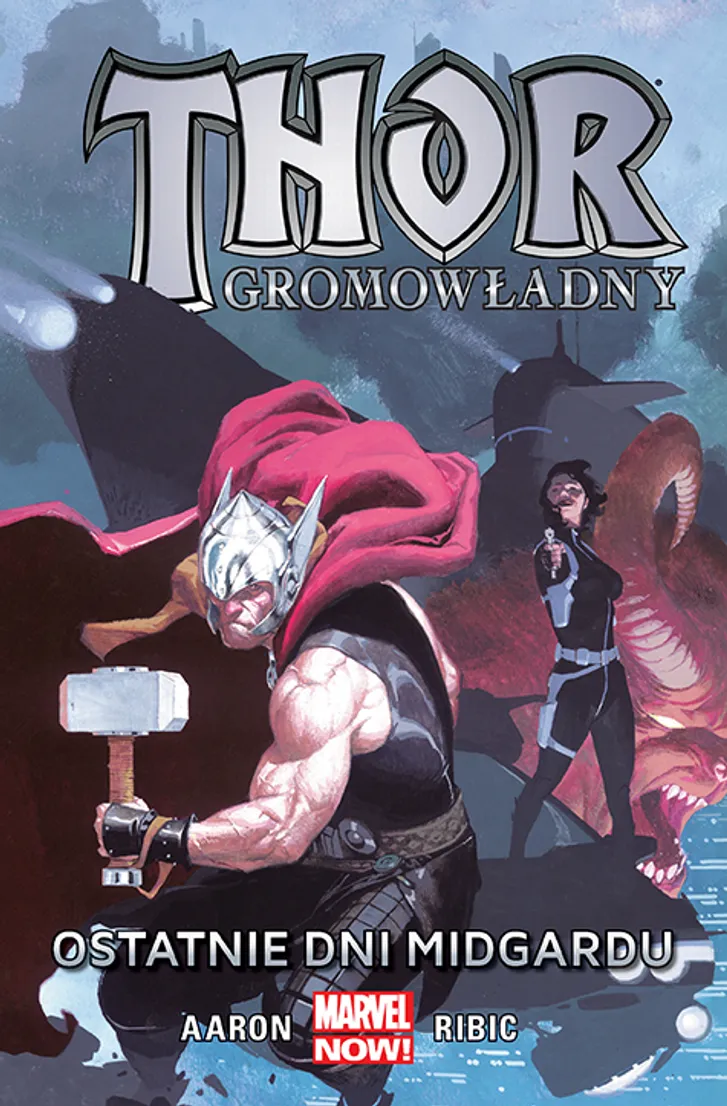 THOR
GROMOWŁADNY
OSTATNIE DNI MIDGARDU
AARON MARVEL RIBIC
NOW!